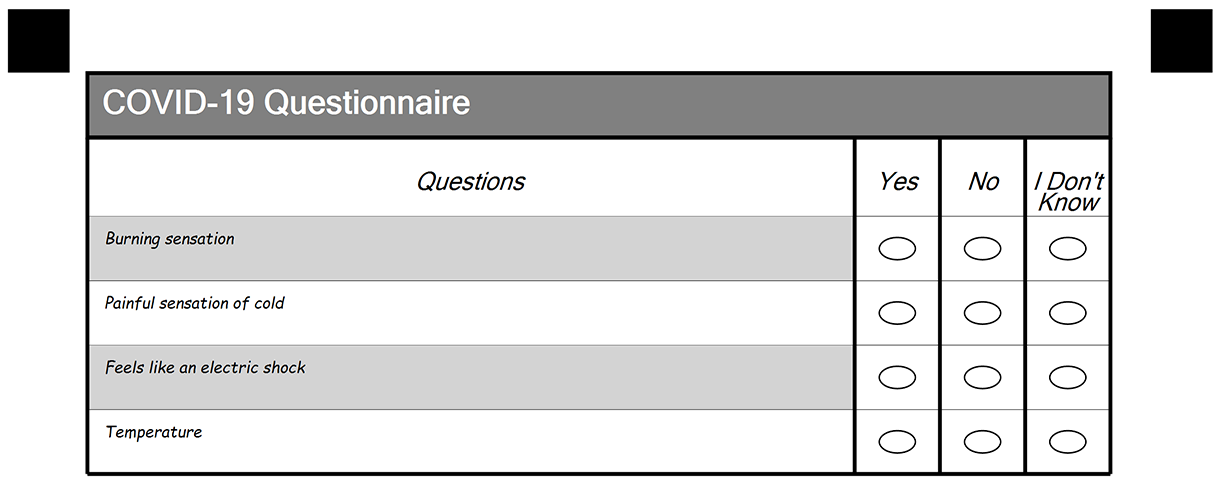 COVID-19 Questionnaire
Questions
Yes
No
I Don't
Know
Burning sensation
Painful sensation of cold
Feels like an electric shock
Temperature